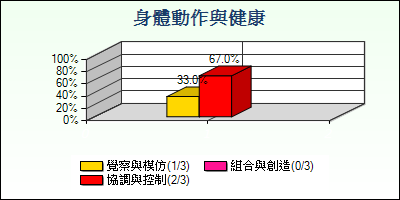 身體動作與健康
100%
80%
60%
40%
20%
0%
33.0%
67.0%
覺察與模仿(1/3)
組合與創造(0/3)
協調與控制(2/3)